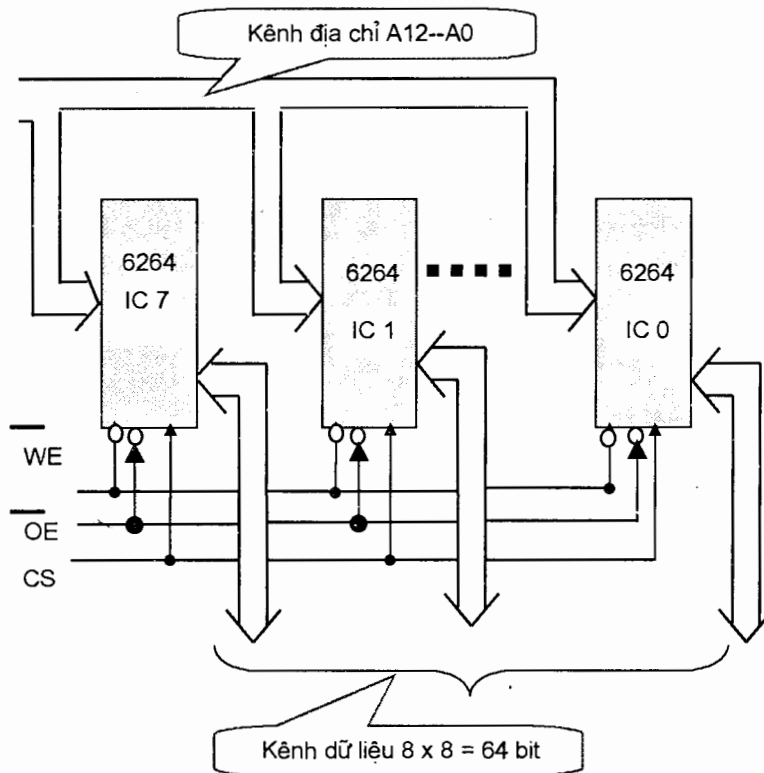 Kênh địa chỉ A12--A0
6264
IC 7
6264
IC 1
6264
IC 0
WE
OE
CS
Kênh dữ liệu 8 x 8 = 64 bit